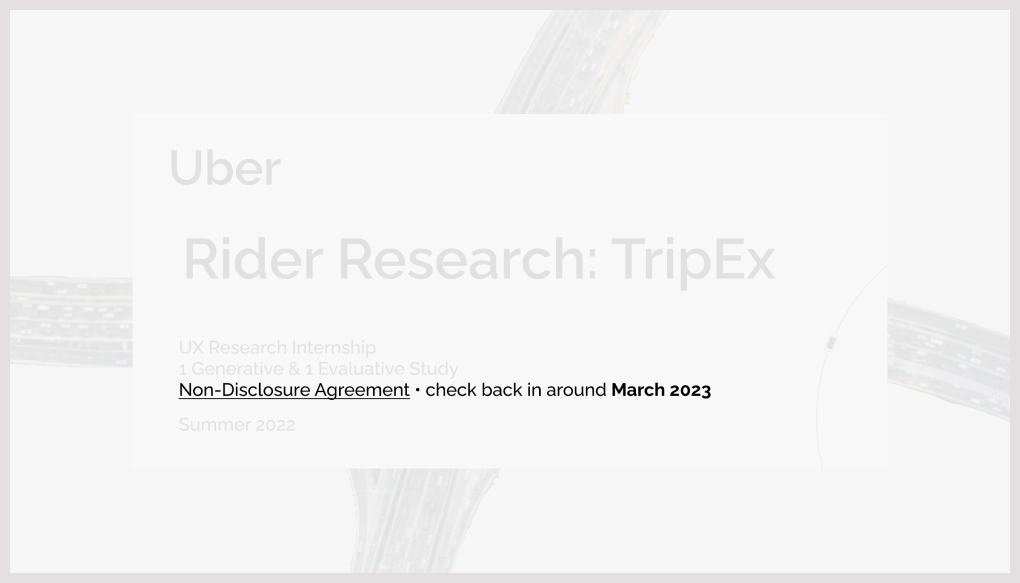 Uber
Rider Research: TripEx
UX Research Internship
1 Generative & 1 Evaluative Study
Non-Disclosure Agreement • check back in around March 2023
Summer 2022